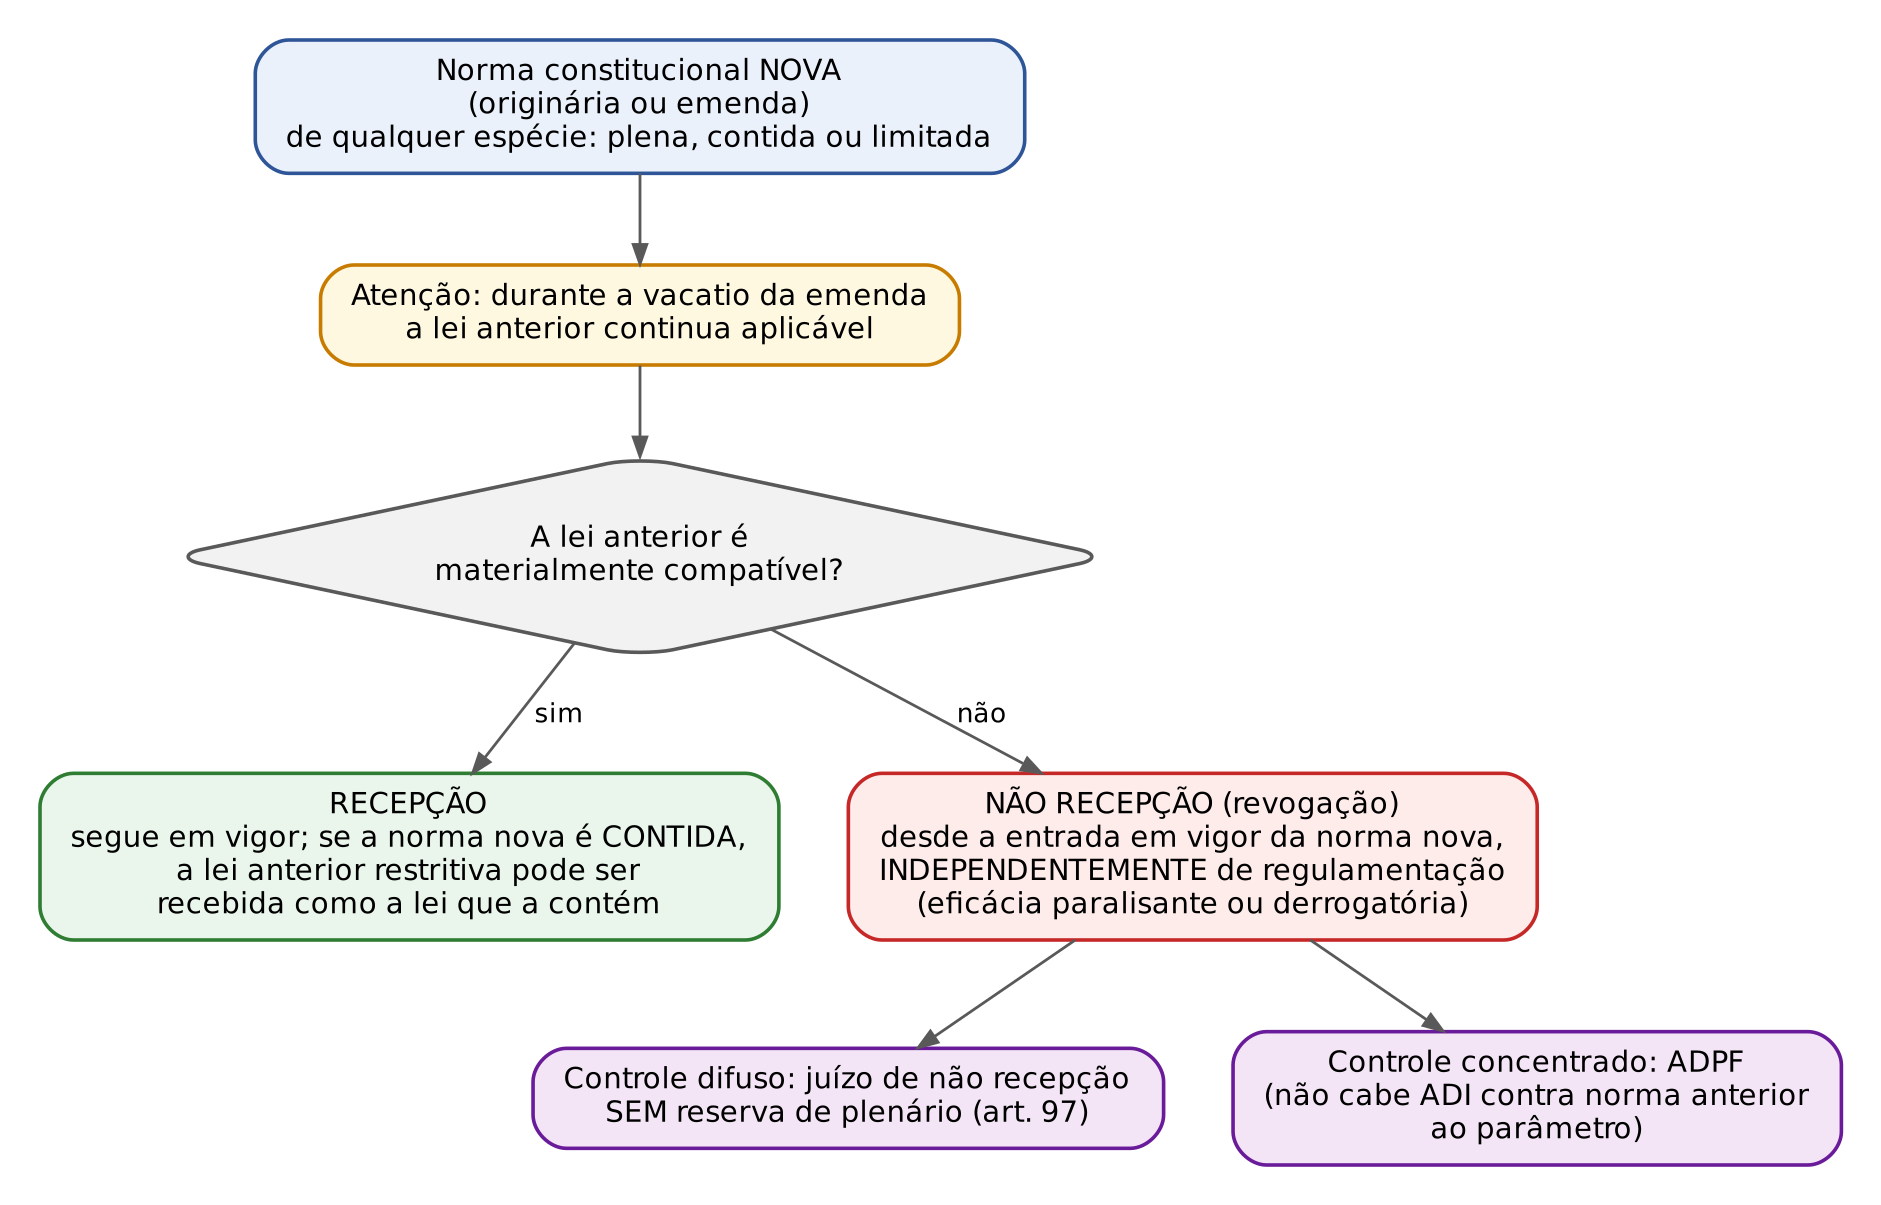 Norma constitucional NOVA
(originária ou emenda)
de qualquer espécie: plena, contida ou limitada
Atenção: durante a vacatio da emenda
a lei anterior continua aplicável
A lei anterior é
materialmente compatível?
sim
não
RECEPÇÃO
segue em vigor; se a norma nova é CONTIDA,
a lei anterior restritiva pode ser
recebida como a lei que a contém
NÃO RECEPÇÃO (revogação)
desde a entrada em vigor da norma nova,
INDEPENDENTEMENTE de regulamentação
(eficácia paralisante ou derrogatória)
Controle difuso: juízo de não recepção
SEM reserva de plenário (art. 97)
Controle concentrado: ADPF
(não cabe ADI contra norma anterior
ao parâmetro)